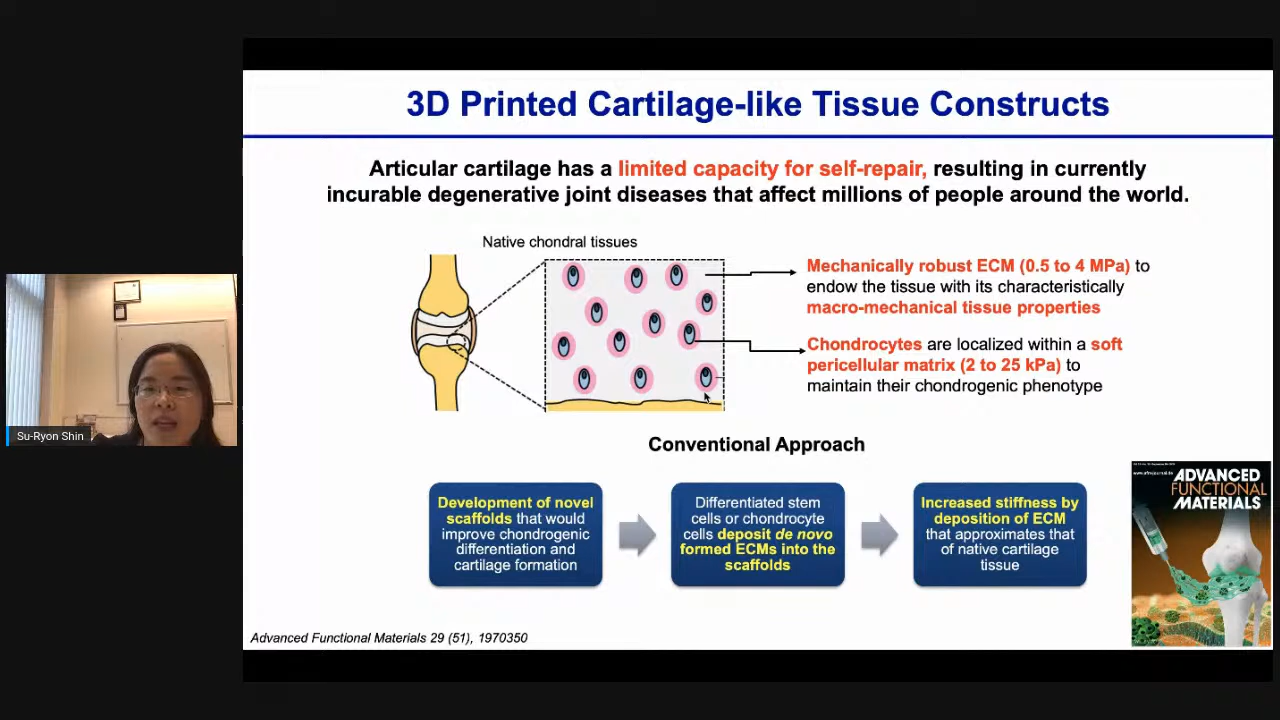 3D Printed Cartilage-like Tissue Constructs
Articular cartilage has a limited capacity for self-repair, resulting in currently
incurable degenerative joint diseases that affect millions of people around the world.
Native chondral tissues
Mechanically robust ECM (0.5 to 4 MPa) to
endow the tissue with its characteristically
macro-mechanical tissue properties
Chondrocytes are localized within a soft
pericellular matrix (2 to 25 kPa) to
maintain their chondrogenic phenotype
Su-Ryon Shin
Conventional Approach
Development of novel
scaffolds that would
improve chondrogenic
differentiation and
cartilage formation
Differentiated stem
cells or chondrocyte
cells deposit de novo
formed ECMs into the
scaffolds
Increased stiffness by
deposition of ECM
that approximates that
of native cartilage
tissue
ADVANCED
FUNCTIONAL
MATERIALS
Advanced Functional Materials 29 (51), 1970350